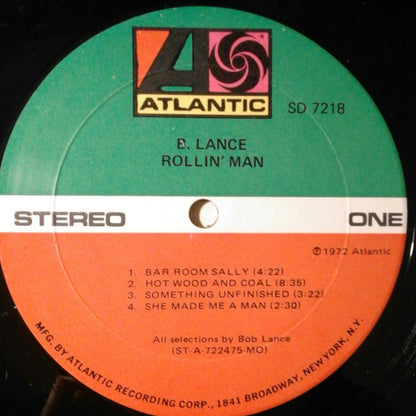 ATLANTIC
SD 7218
B. LANCE
ROLLIN' MAN
STEREO
ONE
℗ 1972 Atlantic
1. BAR ROOM SALLY (4:22)
2. HOT WOOD AND COAL (8:35)
3. SOMETHING UNFINISHED (3:22)
4. SHE MADE ME A MAN (2:30)
All selections by Bob Lance
(ST-A-722475-MO)
MFG. BY ATLANTIC RECORDING CORP., 1841 BROADWAY, NEW YORK, N.Y.